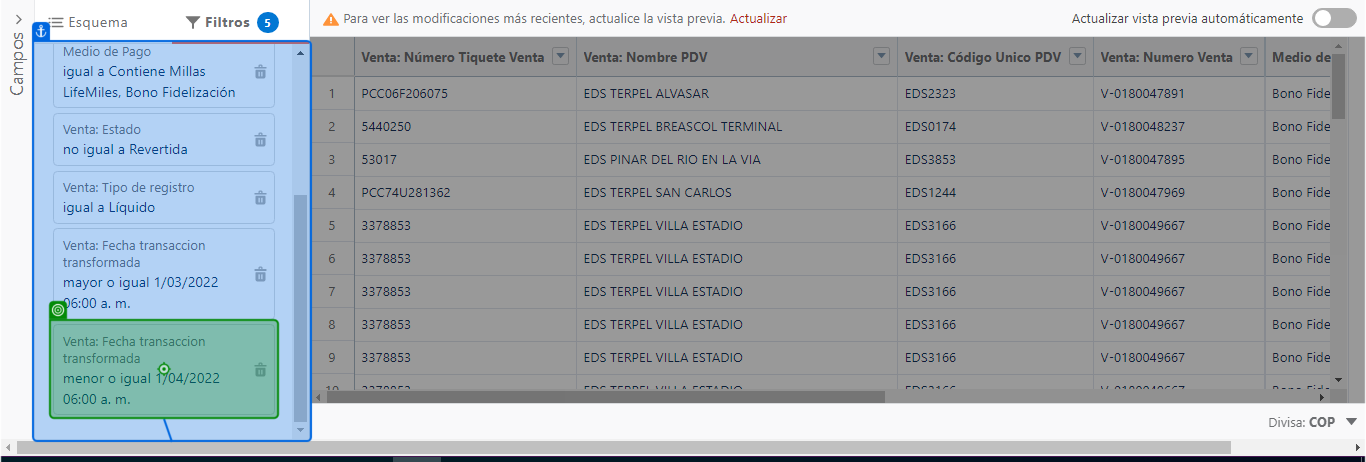 Campos
Esquema
Filtros 5
Para ver las modificaciones más recientes, actualice la vista previa. Actualizar
Actualizar vista previa automáticamente
Medio de Pago
igual a Contiene Millas
LifeMiles, Bono Fidelización
Venta: Estado
no igual a Revertida
Venta: Tipo de registro
igual a Líquido
Venta: Fecha transaccion
transformada
mayor o igual 1/03/2022
06:00 a. m.
Venta: Fecha transaccion
transformada
menor o igual 1/04/2022
06:00 a. m.
Venta: Número Tiquete Venta Venta: Nombre PDV Venta: Código Unico PDV Venta: Numero Venta Medio de
1 PCC06F206075 EDS TERPEL ALVASAR EDS2323 V-0180047891 Bono Fide
2 5440250 EDS TERPEL BREASCOL TERMINAL EDS0174 V-0180048237 Bono Fide
3 53017 EDS PINAR DEL RIO EN LA VIA EDS3853 V-0180047895 Bono Fide
4 PCC74U281362 EDS TERPEL SAN CARLOS EDS1244 V-0180047969 Bono Fide
5 3378853 EDS TERPEL VILLA ESTADIO EDS3166 V-0180049667 Bono Fide
6 3378853 EDS TERPEL VILLA ESTADIO EDS3166 V-0180049667 Bono Fide
7 3378853 EDS TERPEL VILLA ESTADIO EDS3166 V-0180049667 Bono Fide
8 3378853 EDS TERPEL VILLA ESTADIO EDS3166 V-0180049667 Bono Fide
9 3378853 EDS TERPEL VILLA ESTADIO EDS3166 V-0180049667 Bono Fide
10 3378853 EDS TERPEL VILLA ESTADIO EDS3166 V-0180049667 Bono Fide
Divisa: COP